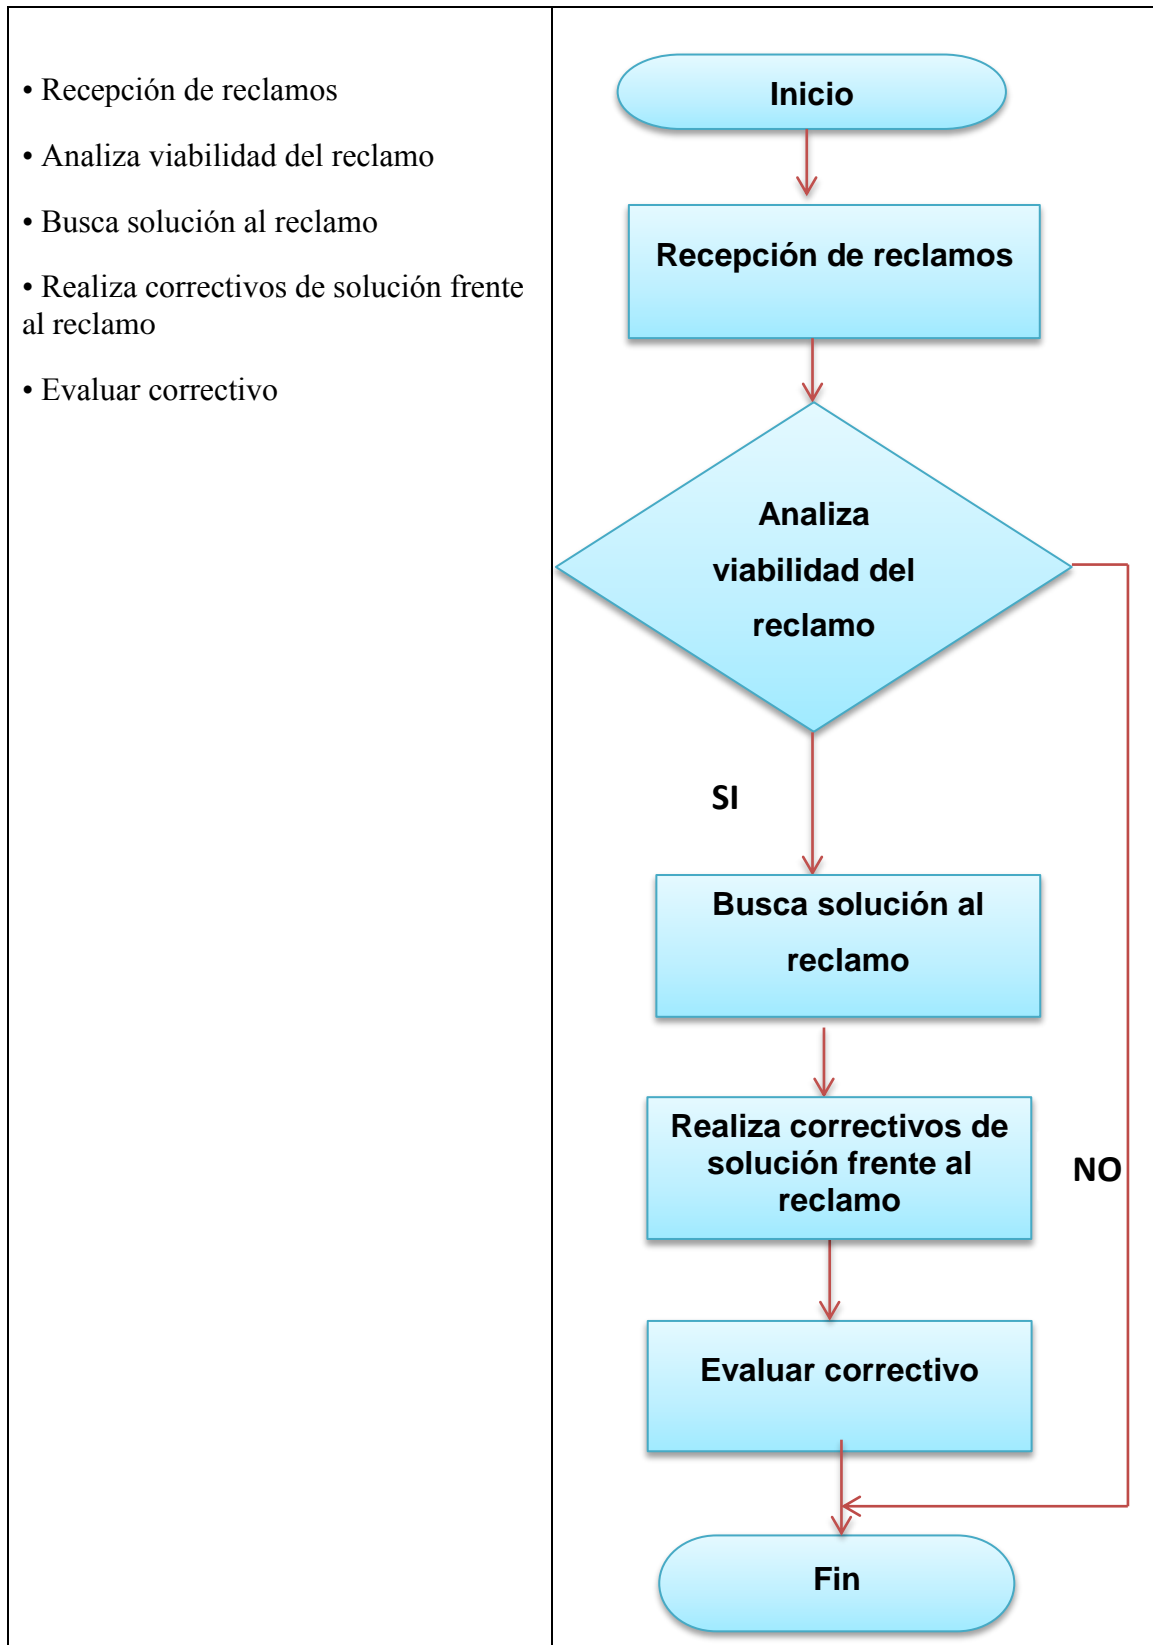 • Recepción de reclamos
• Analiza viabilidad del reclamo
• Busca solución al reclamo
• Realiza correctivos de solución frente
al reclamo
• Evaluar correctivo
Inicio
Recepción de reclamos
Analiza
viabilidad del
reclamo
SI
Busca solución al
reclamo
Realiza correctivos de
solución frente al
reclamo
NO
Evaluar correctivo
Fin